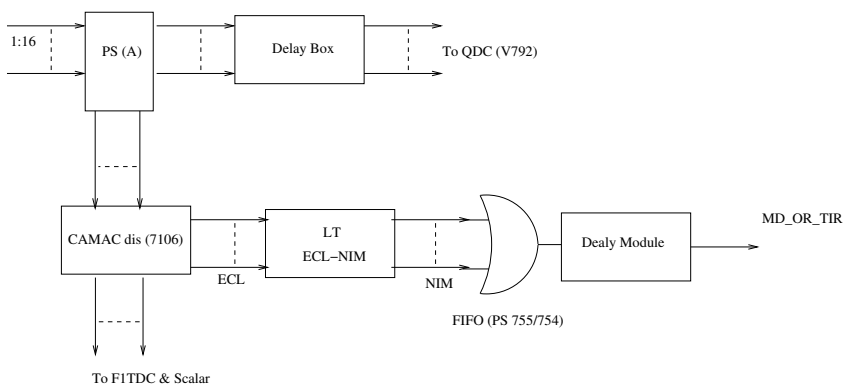 1:16
PS (A)
Delay Box
To QDC (V792)
CAMAC dis (7106)
LT
ECL−NIM
ECL
NIM
Dealy Module
MD_OR_TIR
FIFO (PS 755/754)
To F1TDC & Scalar